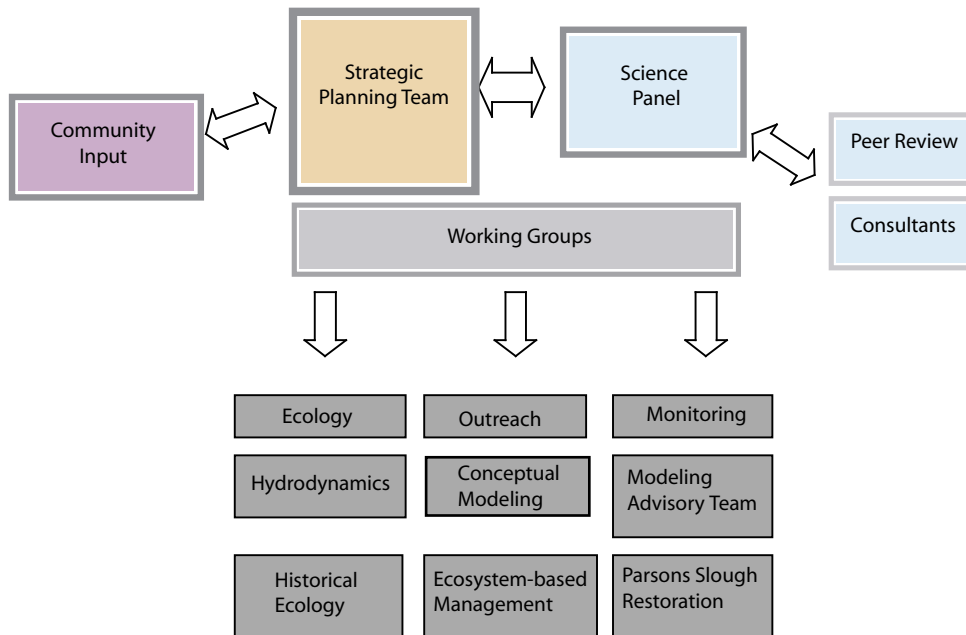 Strategic
Planning Team
Science
Panel
Community
Input
Peer Review
Consultants
Working Groups
Ecology
Outreach
Monitoring
Hydrodynamics
Conceptual
Modeling
Modeling
Advisory Team
Historical
Ecology
Ecosystem-based
Management
Parsons Slough
Restoration